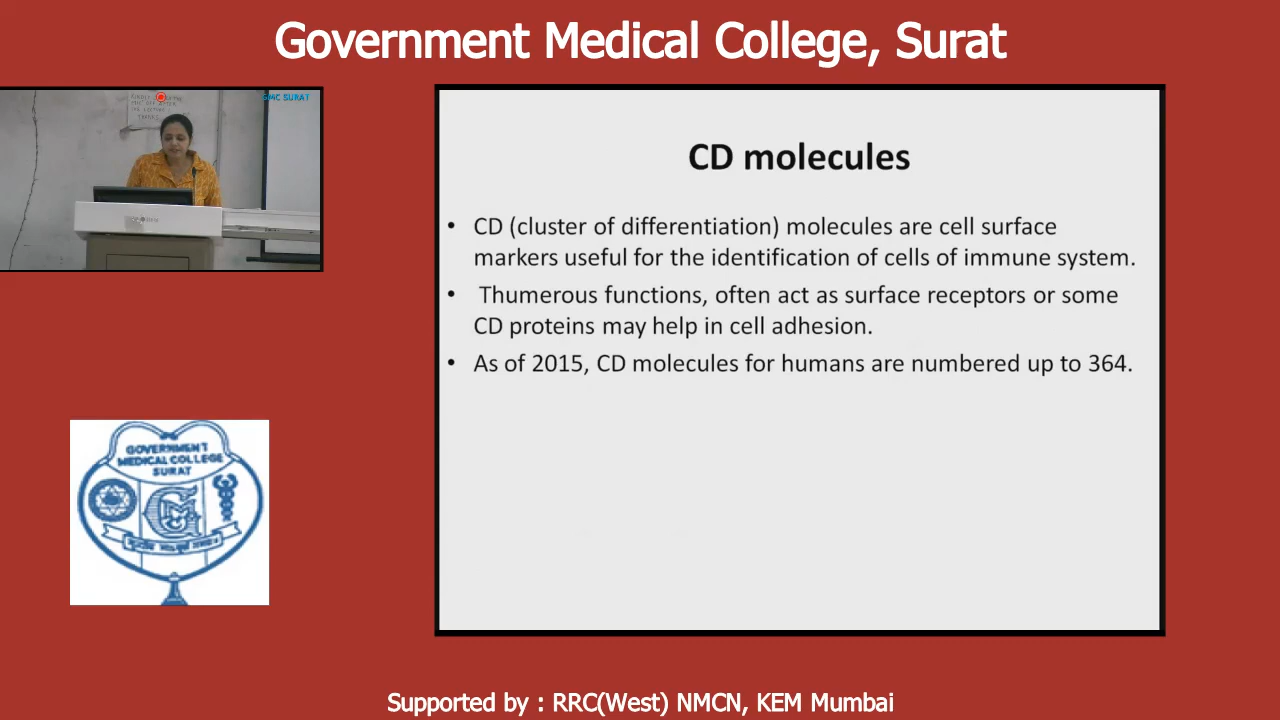 Government Medical College, Surat
GMC SURAT
CD molecules
• CD (cluster of differentiation) molecules are cell surface
markers useful for the identification of cells of immune system.
• Thumerous functions, often act as surface receptors or some
CD proteins may help in cell adhesion.
• As of 2015, CD molecules for humans are numbered up to 364.
GOVERNMENT
MEDICAL COLLEGE
SURAT
Supported by : RRC(West) NMCN, KEM Mumbai